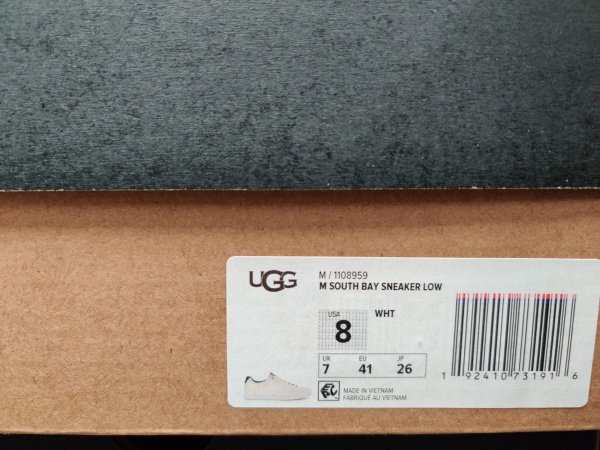 UGG
M / 1108959
M SOUTH BAY SNEAKER LOW
USA
8
WHT
UK EU JP
7 41 26
MADE IN VIETNAM
FABRIQUÉ AU VIETNAM
1 92410 73191 6